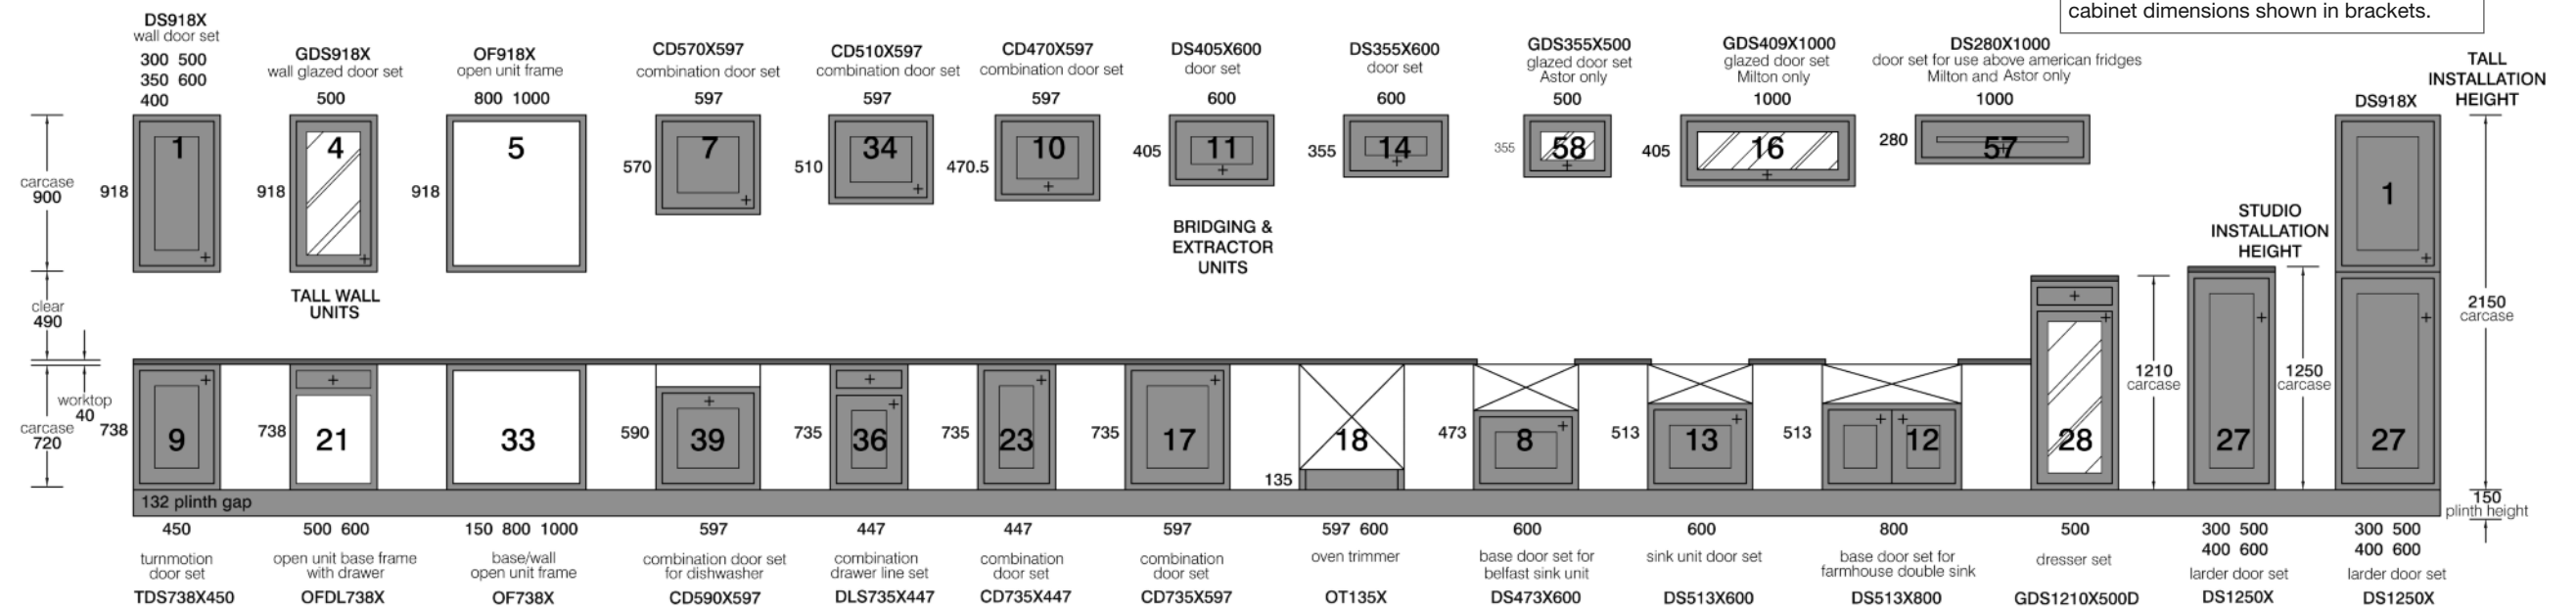 cabinet dimensions shown in brackets.
DS918X
wall door set
300 500
350 600
400
GDS918X
wall glazed door set
500
OF918X
open unit frame
800 1000
CD570X597
combination door set
597
CD510X597
combination door set
597
CD470X597
combination door set
597
DS405X600
door set
600
DS355X600
door set
600
GDS355X500
glazed door set
Astor only
500
GDS409X1000
glazed door set
Milton only
1000
DS280X1000
door set for use above american fridges
Milton and Astor only
1000
DS918X
TALL
INSTALLATION
HEIGHT
carcase
900
918
1
918
4
918
5
570
7
510
34
470.5
10
405
11
355
14
355
58
405
16
280
57
1
TALL WALL
UNITS
BRIDGING &
EXTRACTOR
UNITS
STUDIO
INSTALLATION
HEIGHT
clear
490
worktop
40
carcase
720
738
9
738
21
33
590
39
735
36
735
23
735
17
135
18
473
8
513
13
513
12
28
1210
carcase
27
1250
carcase
27
2150
carcase
150
plinth height
132 plinth gap
450
turnmotion
door set
TDS738X450
500 600
open unit base frame
with drawer
OFDL738X
150 800 1000
base/wall
open unit frame
OF738X
597
combination door set
for dishwasher
CD590X597
447
combination
drawer line set
DLS735X447
447
combination
door set
CD735X447
597
combination
door set
CD735X597
597 600
oven trimmer
OT135X
600
base door set for
belfast sink unit
DS473X600
600
sink unit door set
DS513X600
800
base door set for
farmhouse double sink
DS513X800
500
dresser set
GDS1210X500D
300 500
400 600
larder door set
DS1250X
300 500
400 600
larder door set
DS1250X